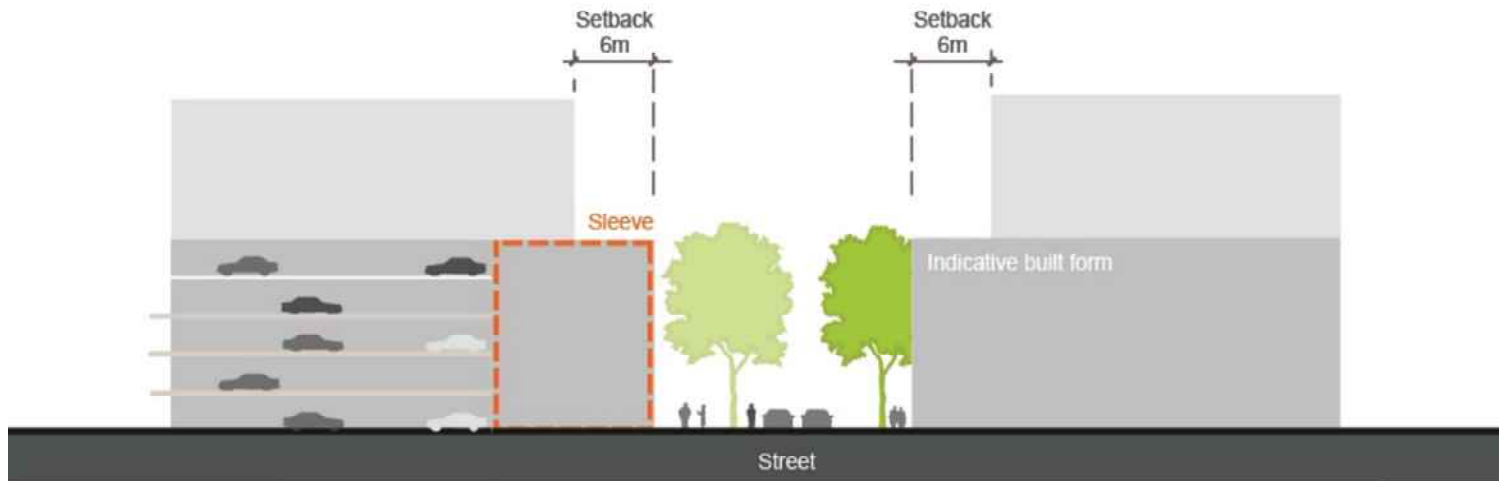 Setback
6m
Setback
6m
Sleeve
Indicative built form
Street